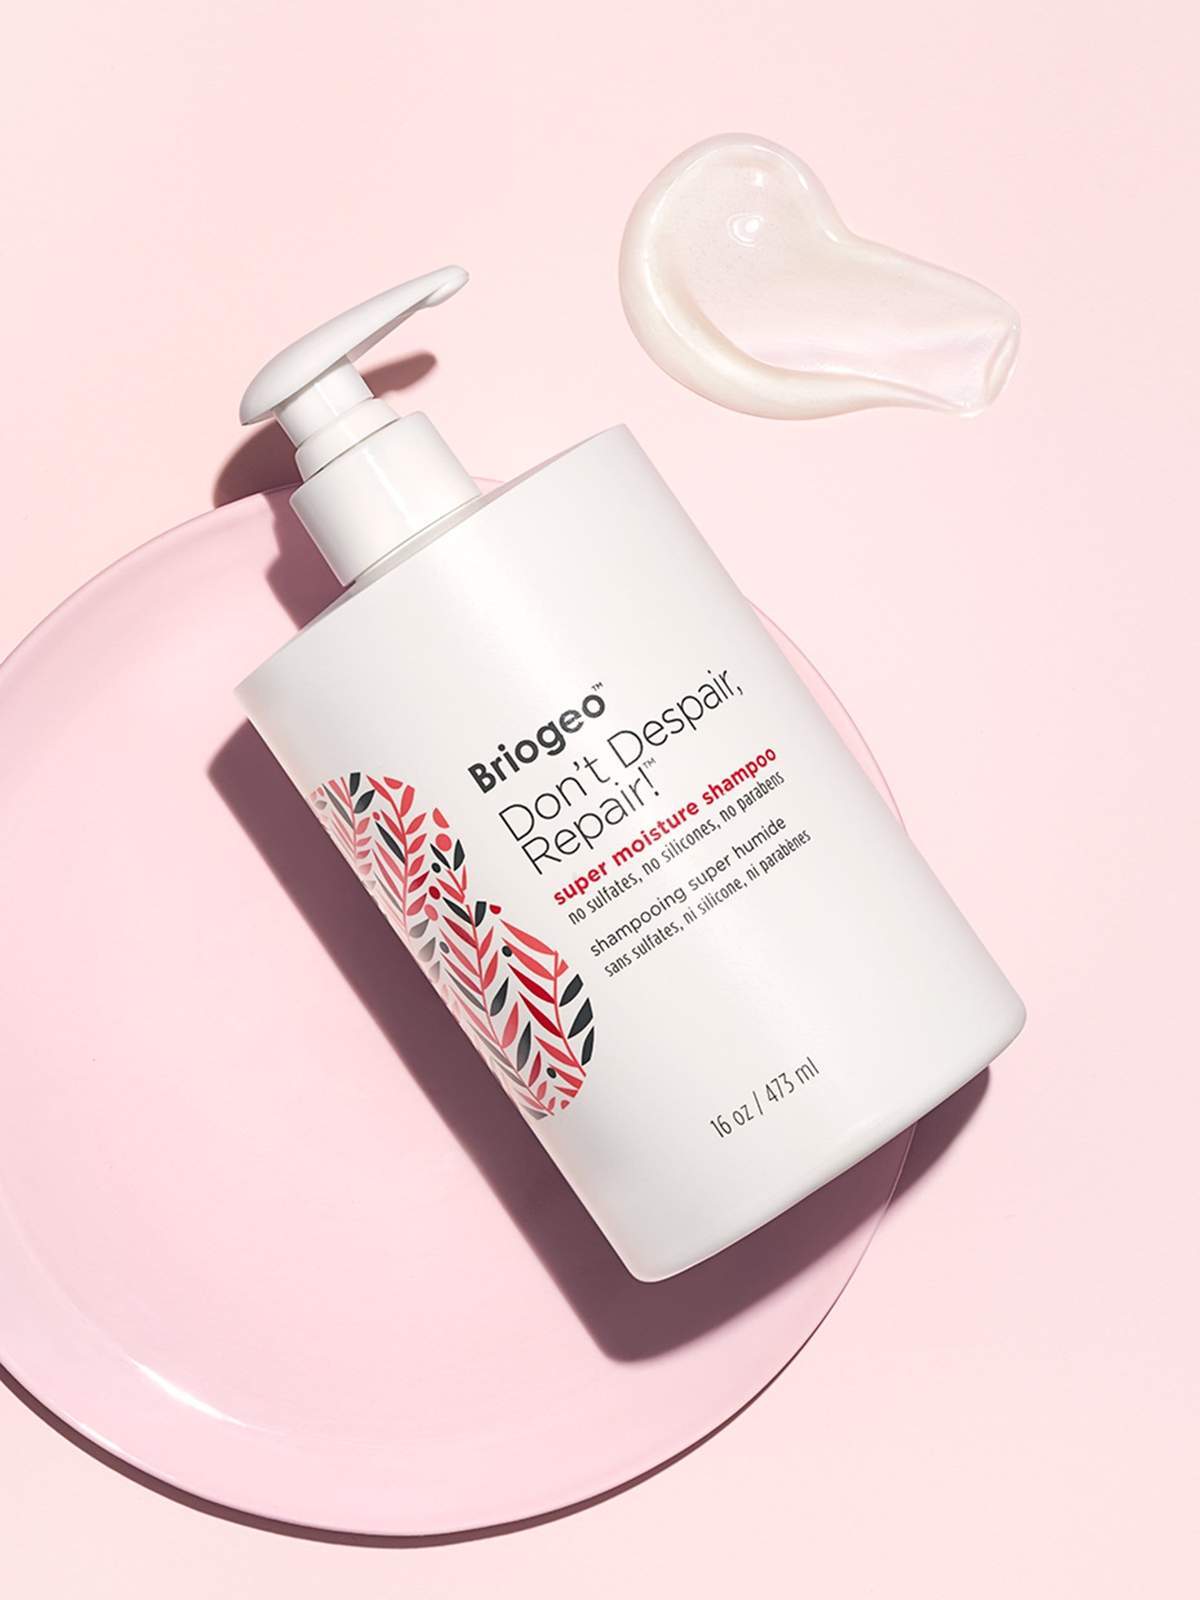 Briogeo™
Don't Despair,
Repair!™
super moisture shampoo
no sulfates, no silicones, no parabens
shampooing super humide
sans sulfates, ni silicone, ni parabènes
16 oz / 473 ml